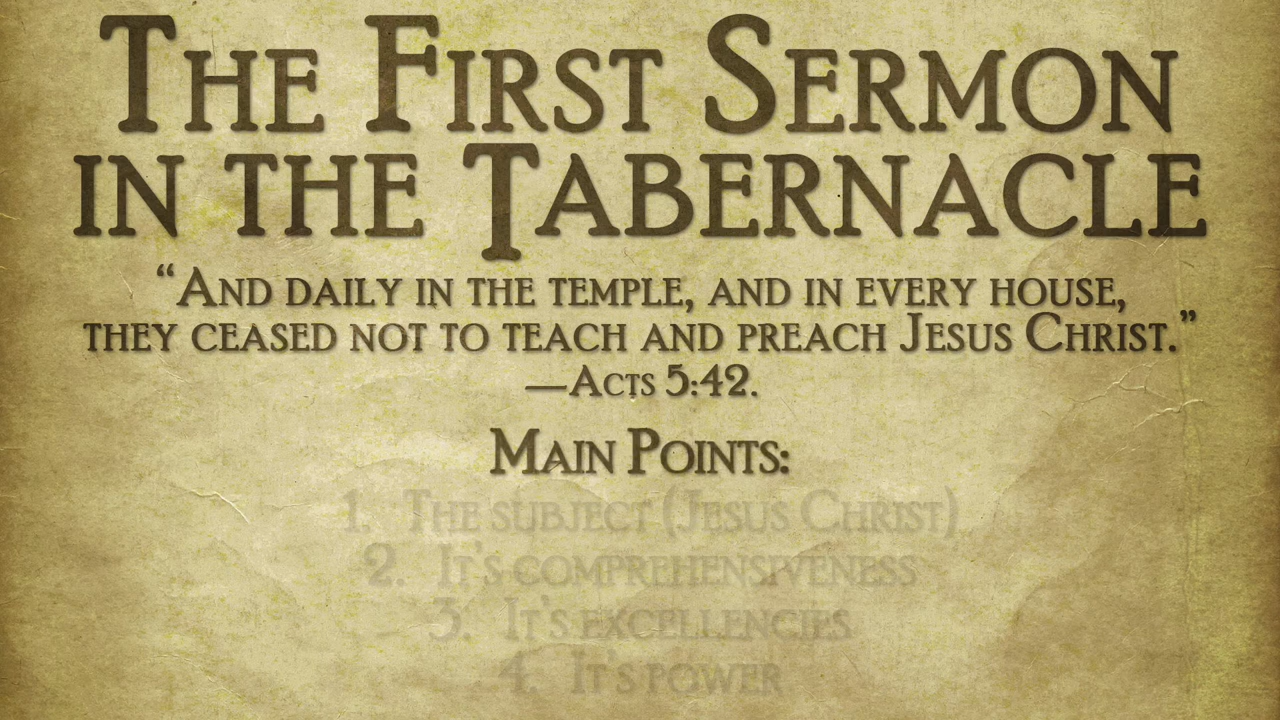 The First Sermon
in the Tabernacle
“And daily in the temple, and in every house,
they ceased not to teach and preach Jesus Christ.”
—Acts 5:42.
Main Points:
1. The subject (Jesus Christ)
2. It's comprehensiveness
3. It's excellencies
4. It's power